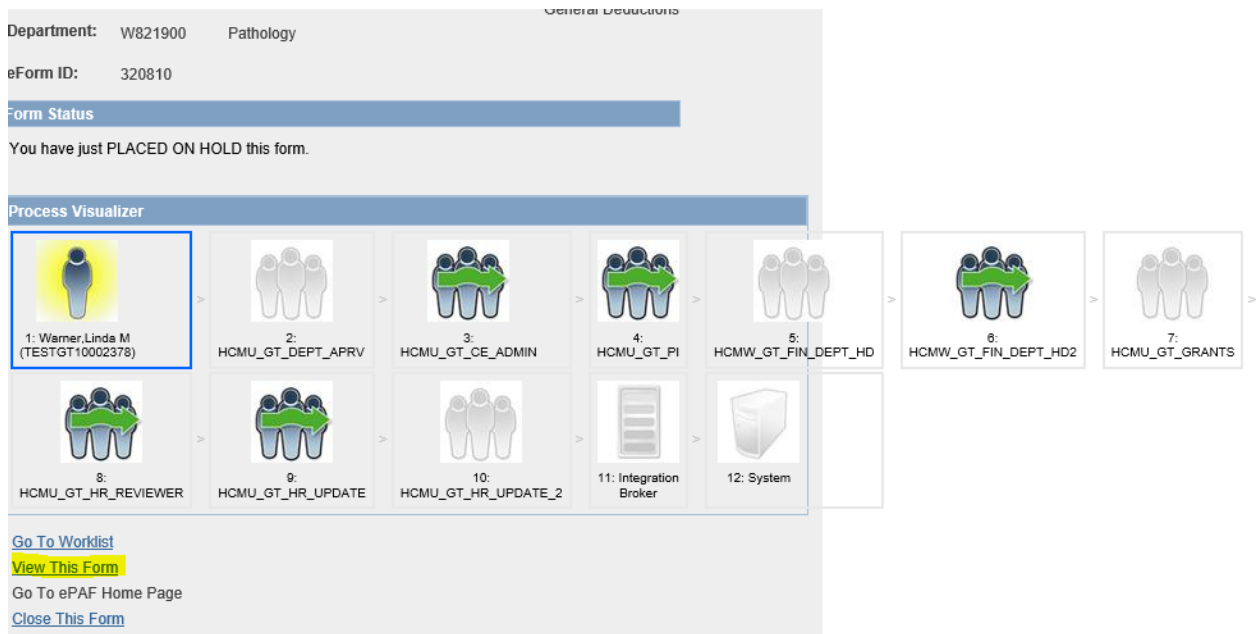 General Deductions
Department: W821900 Pathology
eForm ID: 320810
Form Status
You have just PLACED ON HOLD this form.
Process Visualizer
1: Warner,Linda M
(TESTGT10002378)
>
2:
HCMU_GT_DEPT_APRV
>
3:
HCMU_GT_CE_ADMIN
>
4:
HCMU_GT_PI
>
5:
HCMW_GT_FIN_DEPT_HD
>
6:
HCMW_GT_FIN_DEPT_HD2
>
7:
HCMU_GT_GRANTS
>
8:
HCMU_GT_HR_REVIEWER
>
9:
HCMU_GT_HR_UPDATE
>
10:
HCMU_GT_HR_UPDATE_2
>
11: Integration
Broker
>
12: System
Go To Worklist
View This Form
Go To ePAF Home Page
Close This Form